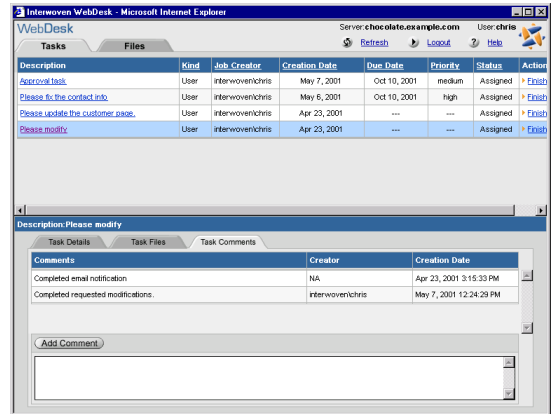 Interwoven WebDesk - Microsoft Internet Explorer
WebDesk
Server:chocolate.example.com User:chris
Tasks Files Refresh Logout Help
Description Kind Job Creator Creation Date Due Date Priority Status Action
Approval task User interwoven\chris May 7, 2001 Oct 10, 2001 medium Assigned Finish
Please fix the contact info User interwoven\chris May 6, 2001 Oct 10, 2001 high Assigned Finish
Please update the customer page. User interwoven\chris Apr 23, 2001 --- --- Assigned Finish
Please modify User interwoven\chris Apr 23, 2001 --- --- Assigned Finish
Description:Please modify
Task Details Task Files Task Comments
Comments Creator Creation Date
Completed email notification NA Apr 23, 2001 3:15:33 PM
Completed requested modifications. interwoven\chris May 7, 2001 12:24:29 PM
Add Comment